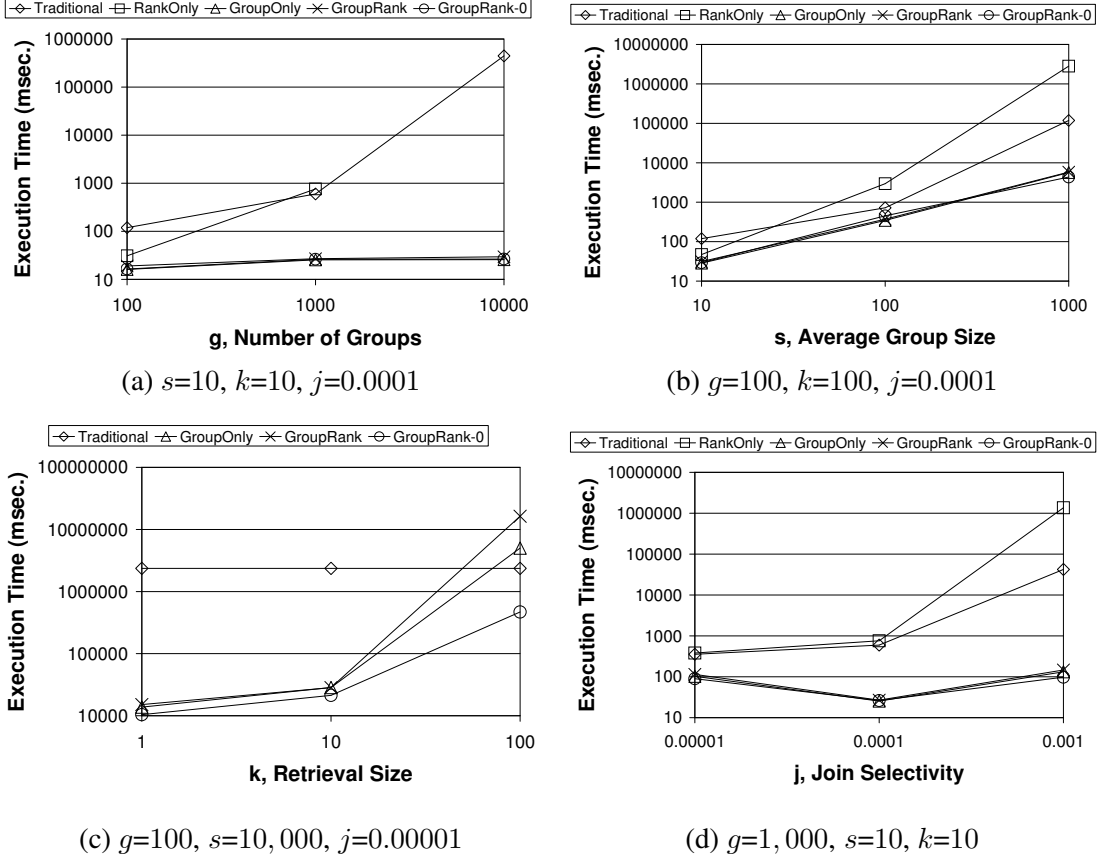 Traditional RankOnly GroupOnly GroupRank GroupRank-0
Execution Time (msec.)
1000000
100000
10000
1000
100
10
100 1000 10000
g, Number of Groups
(a) s=10, k=10, j=0.0001
Traditional RankOnly GroupOnly GroupRank GroupRank-0
Execution Time (msec.)
10000000
1000000
100000
10000
1000
100
10
10 100 1000
s, Average Group Size
(b) g=100, k=100, j=0.0001
Traditional GroupOnly GroupRank GroupRank-0
Execution Time (msec.)
100000000
10000000
1000000
100000
10000
1 10 100
k, Retrieval Size
(c) g=100, s=10,000, j=0.00001
Traditional RankOnly GroupOnly GroupRank GroupRank-0
Execution Time (msec.)
10000000
1000000
100000
10000
1000
100
10
0.00001 0.0001 0.001
j, Join Selectivity
(d) g=1,000, s=10, k=10